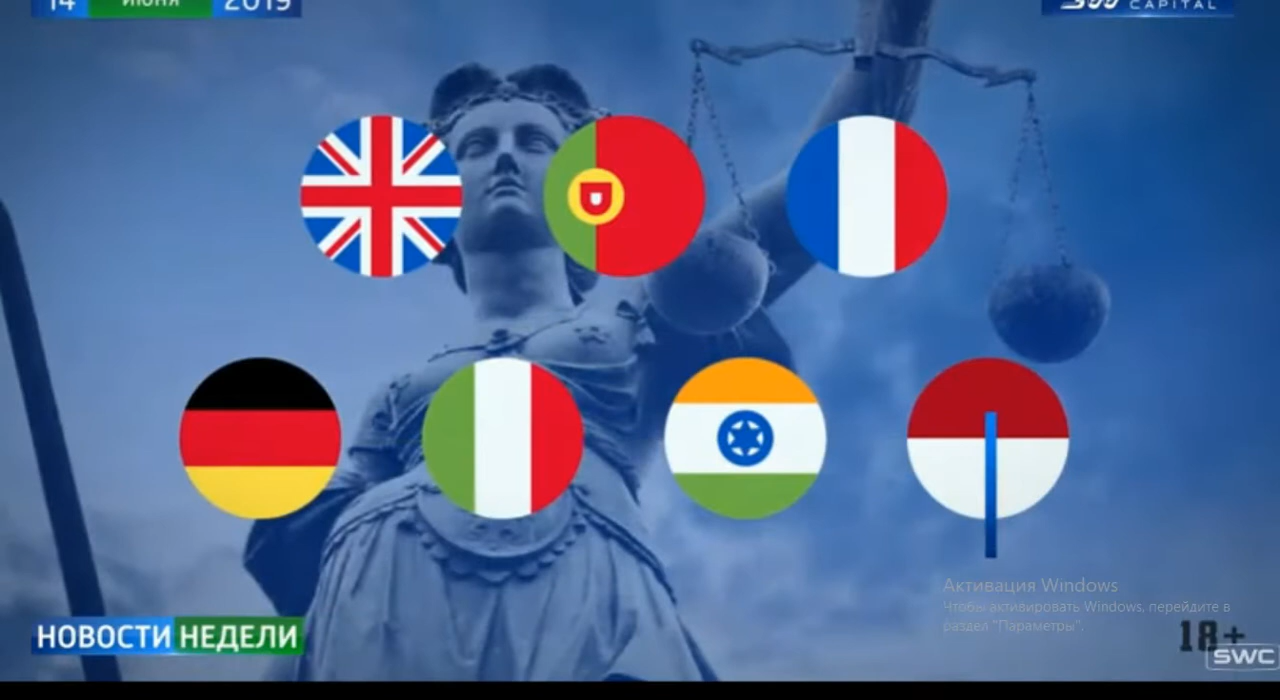 14 июня 2019
CAPITAL
Активация Windows
Чтобы активировать Windows, перейдите в
раздел "Параметры".
НОВОСТИ НЕДЕЛИ
18+
SWC